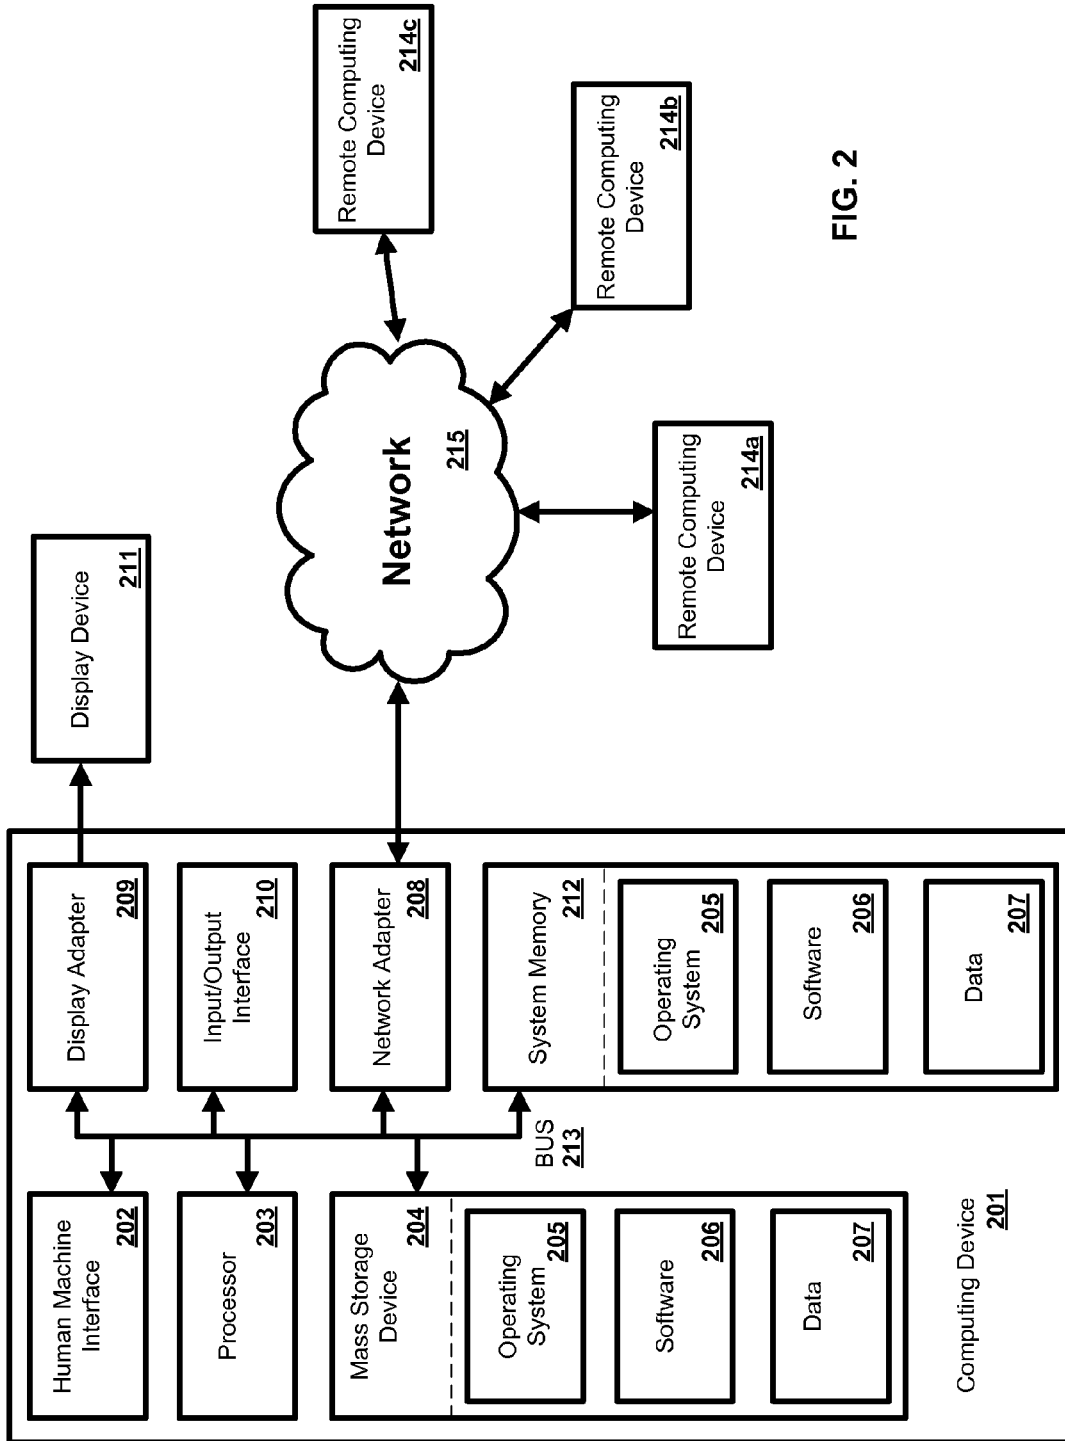 Human Machine
Interface
202
Processor
203
Mass Storage
Device
204
Operating
System
205
Software
206
Data
207
Computing Device
201
BUS
213
Display Adapter
209
Input/Output
Interface
210
Network Adapter
208
System Memory
212
Operating
System
205
Software
206
Data
207
Display Device
211
Network
215
Remote Computing
Device
214a
Remote Computing
Device
214b
Remote Computing
Device
214c
FIG. 2